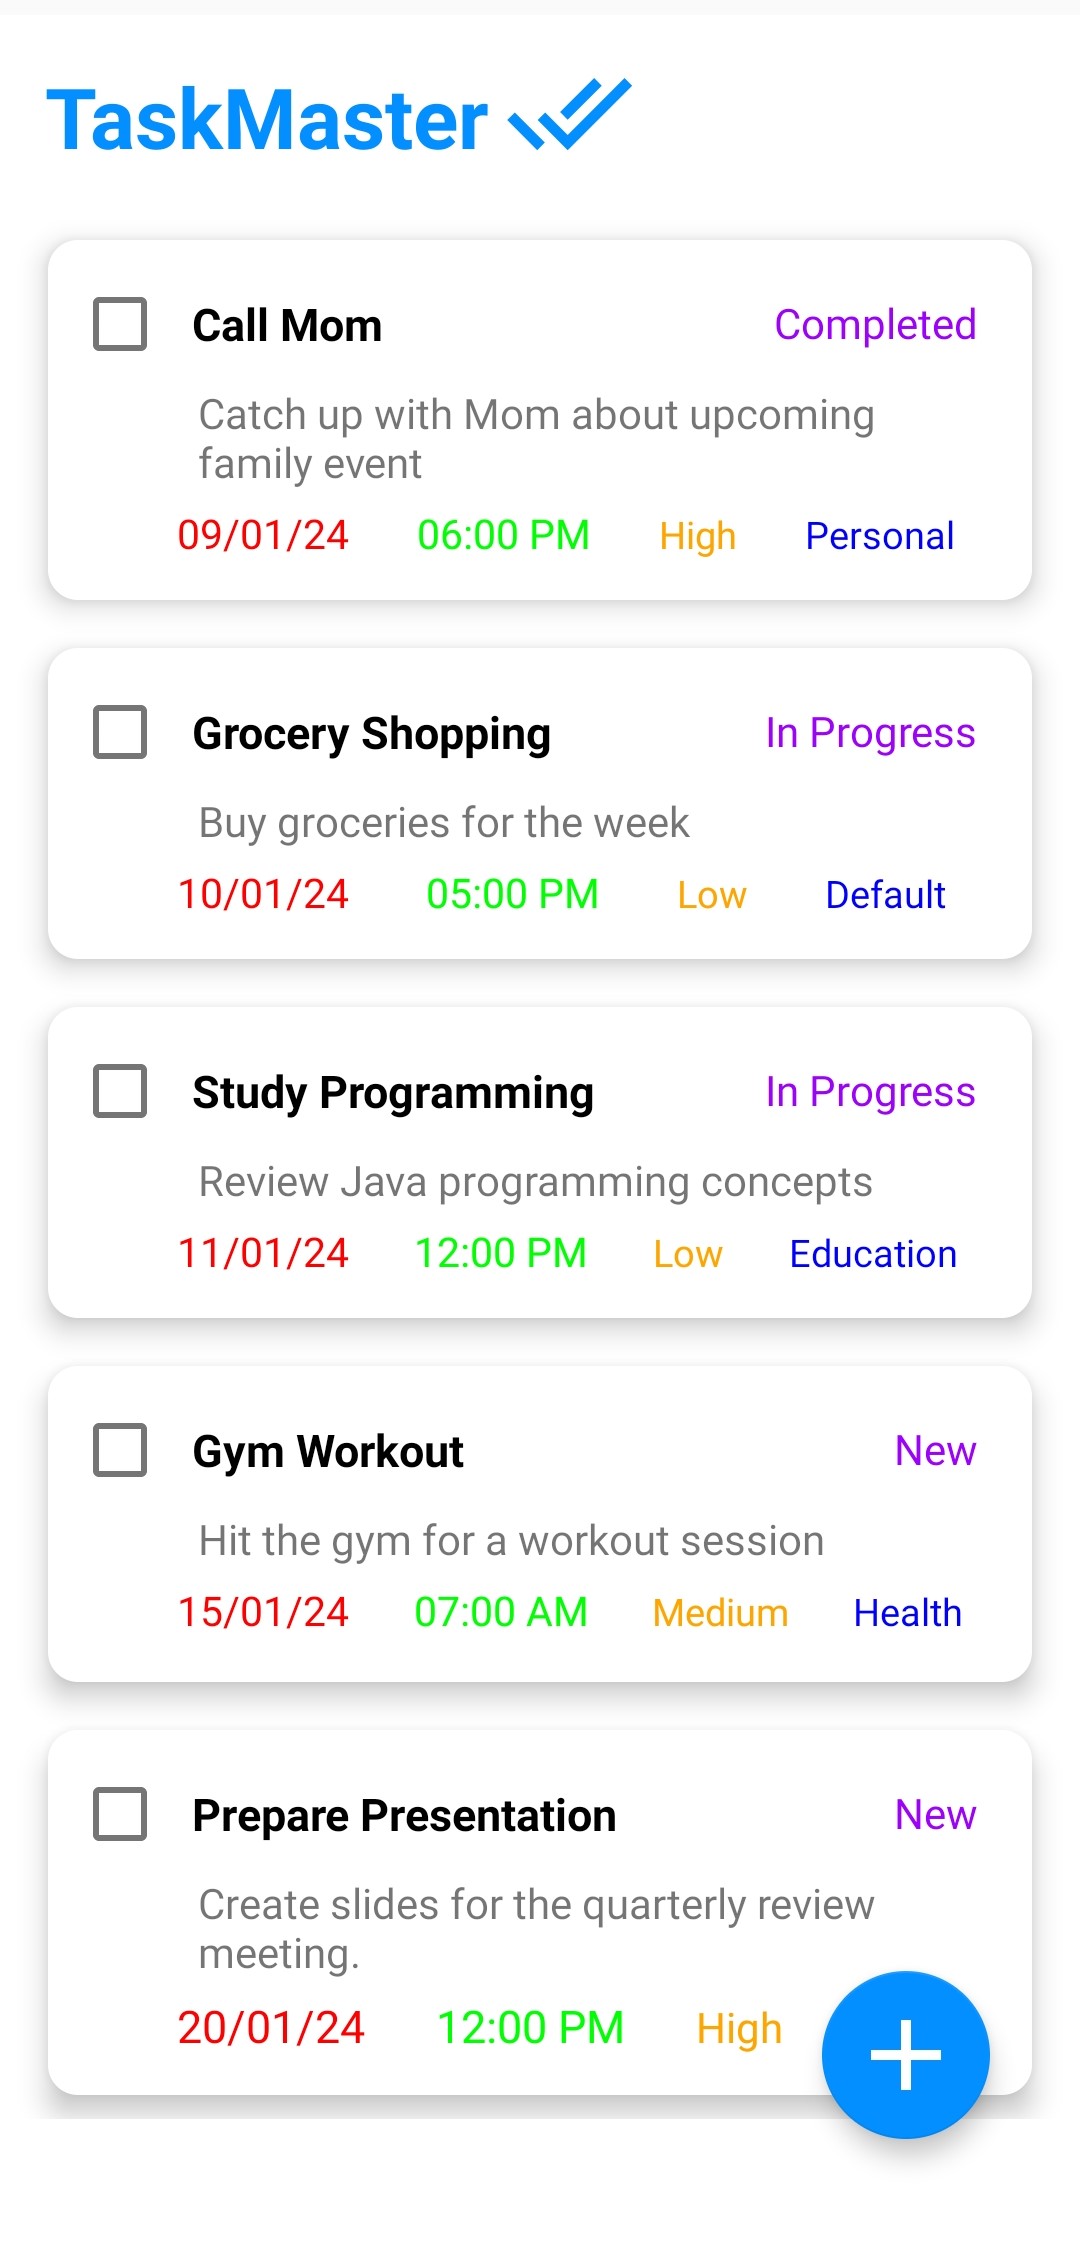 TaskMaster
Call Mom Completed
Catch up with Mom about upcoming
family event
09/01/24 06:00 PM High Personal
Grocery Shopping In Progress
Buy groceries for the week
10/01/24 05:00 PM Low Default
Study Programming In Progress
Review Java programming concepts
11/01/24 12:00 PM Low Education
Gym Workout New
Hit the gym for a workout session
15/01/24 07:00 AM Medium Health
Prepare Presentation New
Create slides for the quarterly review
meeting.
20/01/24 12:00 PM High